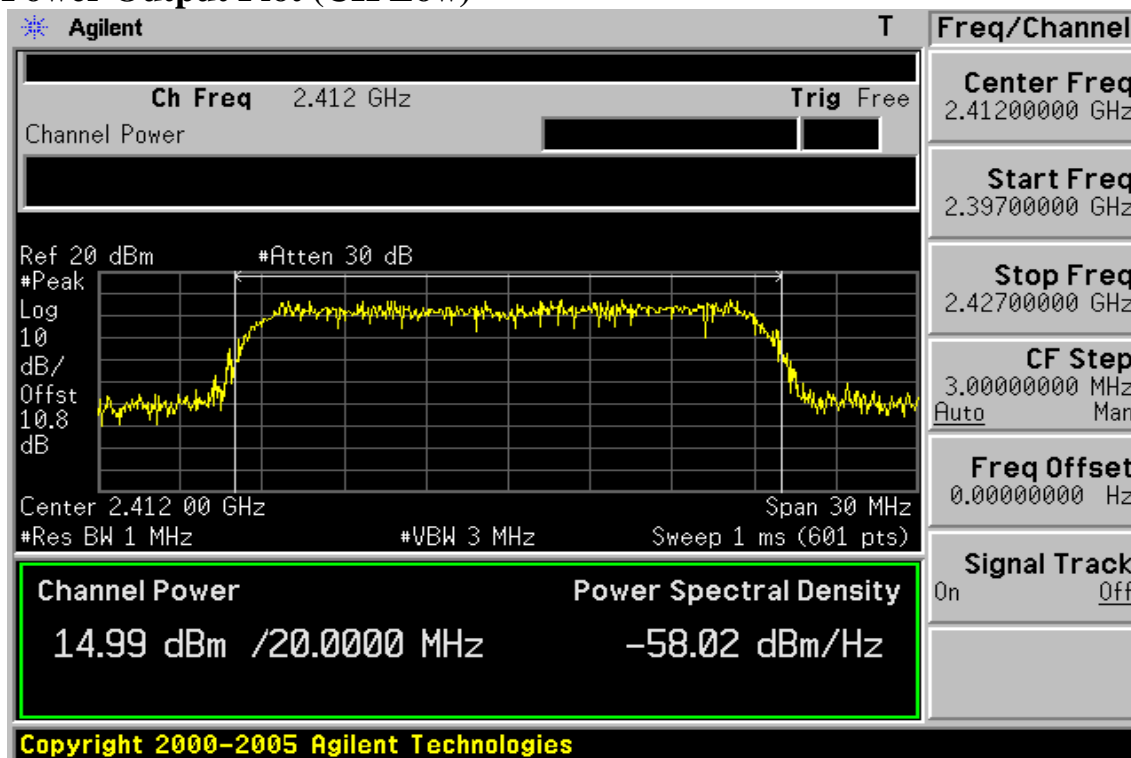 Power Output Plot (CH Low)
Agilent T
Ch Freq 2.412 GHz Trig Free
Channel Power
Ref 20 dBm #Atten 30 dB
#Peak
Log
10
dB/
Offst
10.8
dB
Center 2.412 00 GHz Span 30 MHz
#Res BW 1 MHz #VBW 3 MHz Sweep 1 ms (601 pts)
Channel Power Power Spectral Density
14.99 dBm /20.0000 MHz -58.02 dBm/Hz
Copyright 2000-2005 Agilent Technologies
Freq/Channel
Center Freq
2.41200000 GHz
Start Freq
2.39700000 GHz
Stop Freq
2.42700000 GHz
CF Step
3.00000000 MHz
Auto Man
Freq Offset
0.00000000 Hz
Signal Track
On Off